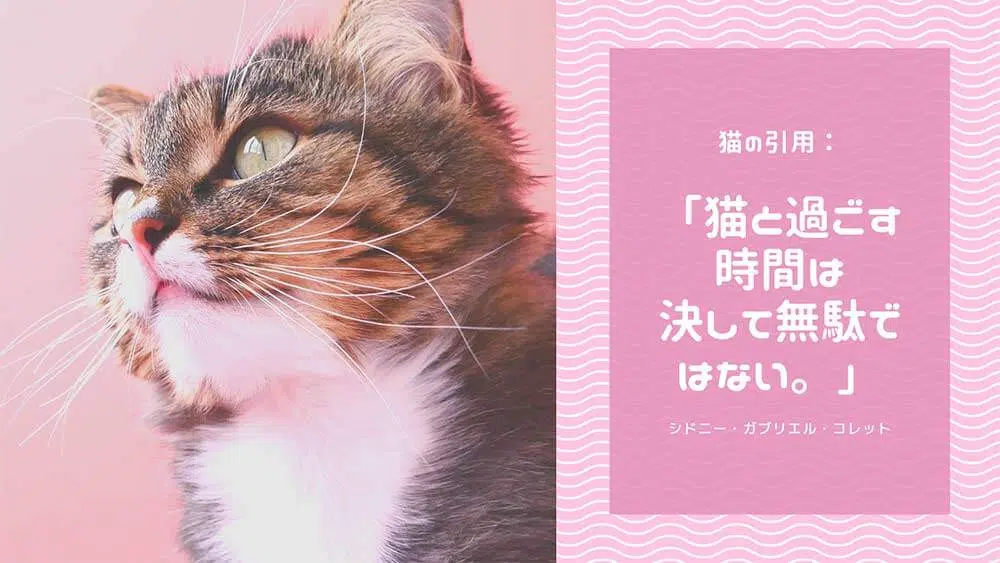 猫の引用：
「猫と過ごす
時間は
決して無駄で
はない。」
シドニー・ガブリエル・コレット